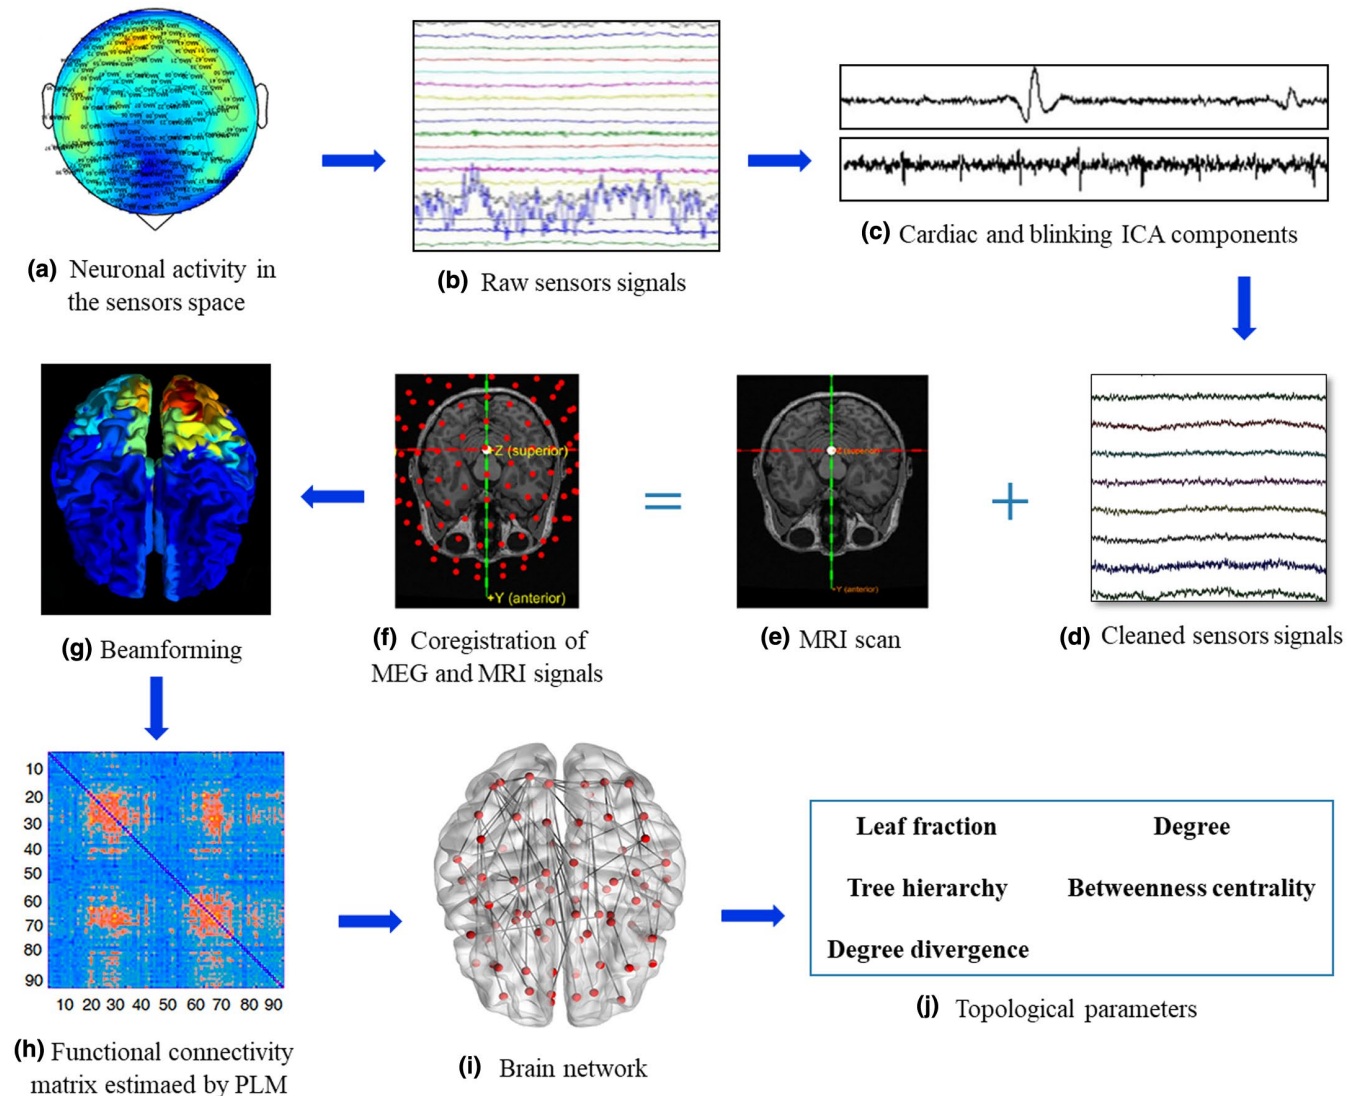 (a) Neuronal activity in
the sensors space
(b) Raw sensors signals
(c) Cardiac and blinking ICA components
+Z (superior)
+Y (anterior)
(g) Beamforming
(f) Coregistration of
MEG and MRI signals
=
(e) MRI scan
+
(d) Cleaned sensors signals
10
20
30
40
50
60
70
80
90
10 20 30 40 50 60 70 80 90
(h) Functional connectivity
matrix estimaed by PLM
(i) Brain network
Leaf fraction Degree
Tree hierarchy Betweenness centrality
Degree divergence
(j) Topological parameters